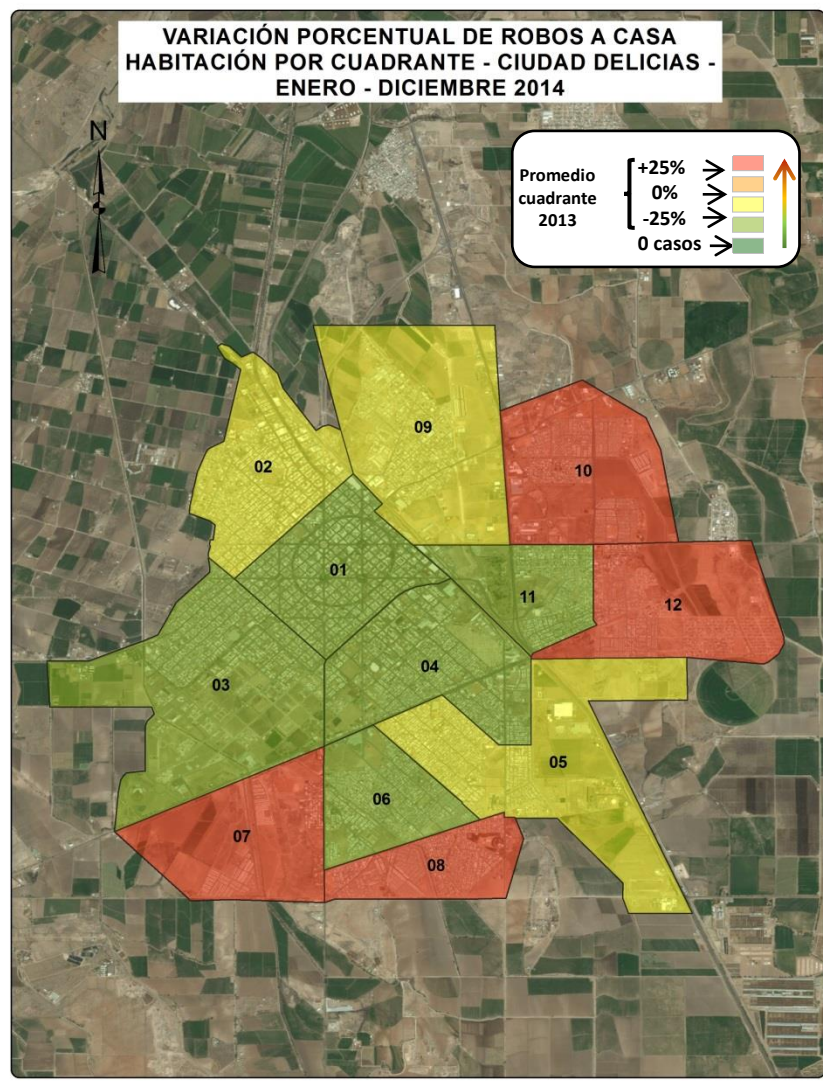 VARIACIÓN PORCENTUAL DE ROBOS A CASA
HABITACIÓN POR CUADRANTE - CIUDAD DELICIAS -
ENERO - DICIEMBRE 2014
N
Promedio
cuadrante
2013
+25%
0%
-25%
0 casos
09
02
10
01
11
12
03
04
05
06
07
08